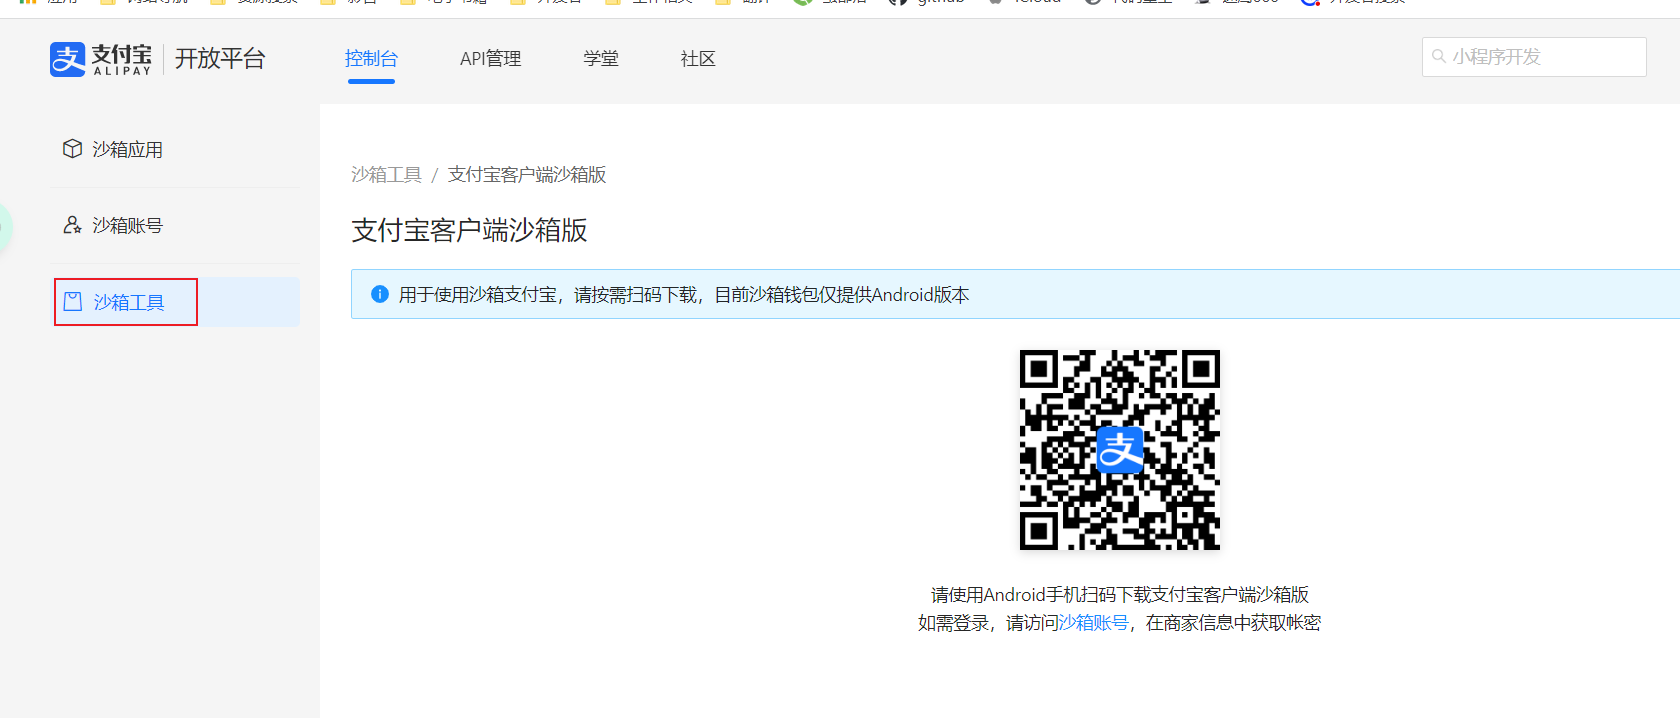 github
iCloud
支付宝
ALIPAY
开放平台
控制台
API管理
学堂
社区
小程序开发
沙箱应用
沙箱账号
沙箱工具
沙箱工具 / 支付宝客户端沙箱版
支付宝客户端沙箱版
用于使用沙箱支付宝，请按需扫码下载，目前沙箱钱包仅提供Android版本
支
请使用Android手机扫码下载支付宝客户端沙箱版
如需登录，请访问沙箱账号，在商家信息中获取帐密